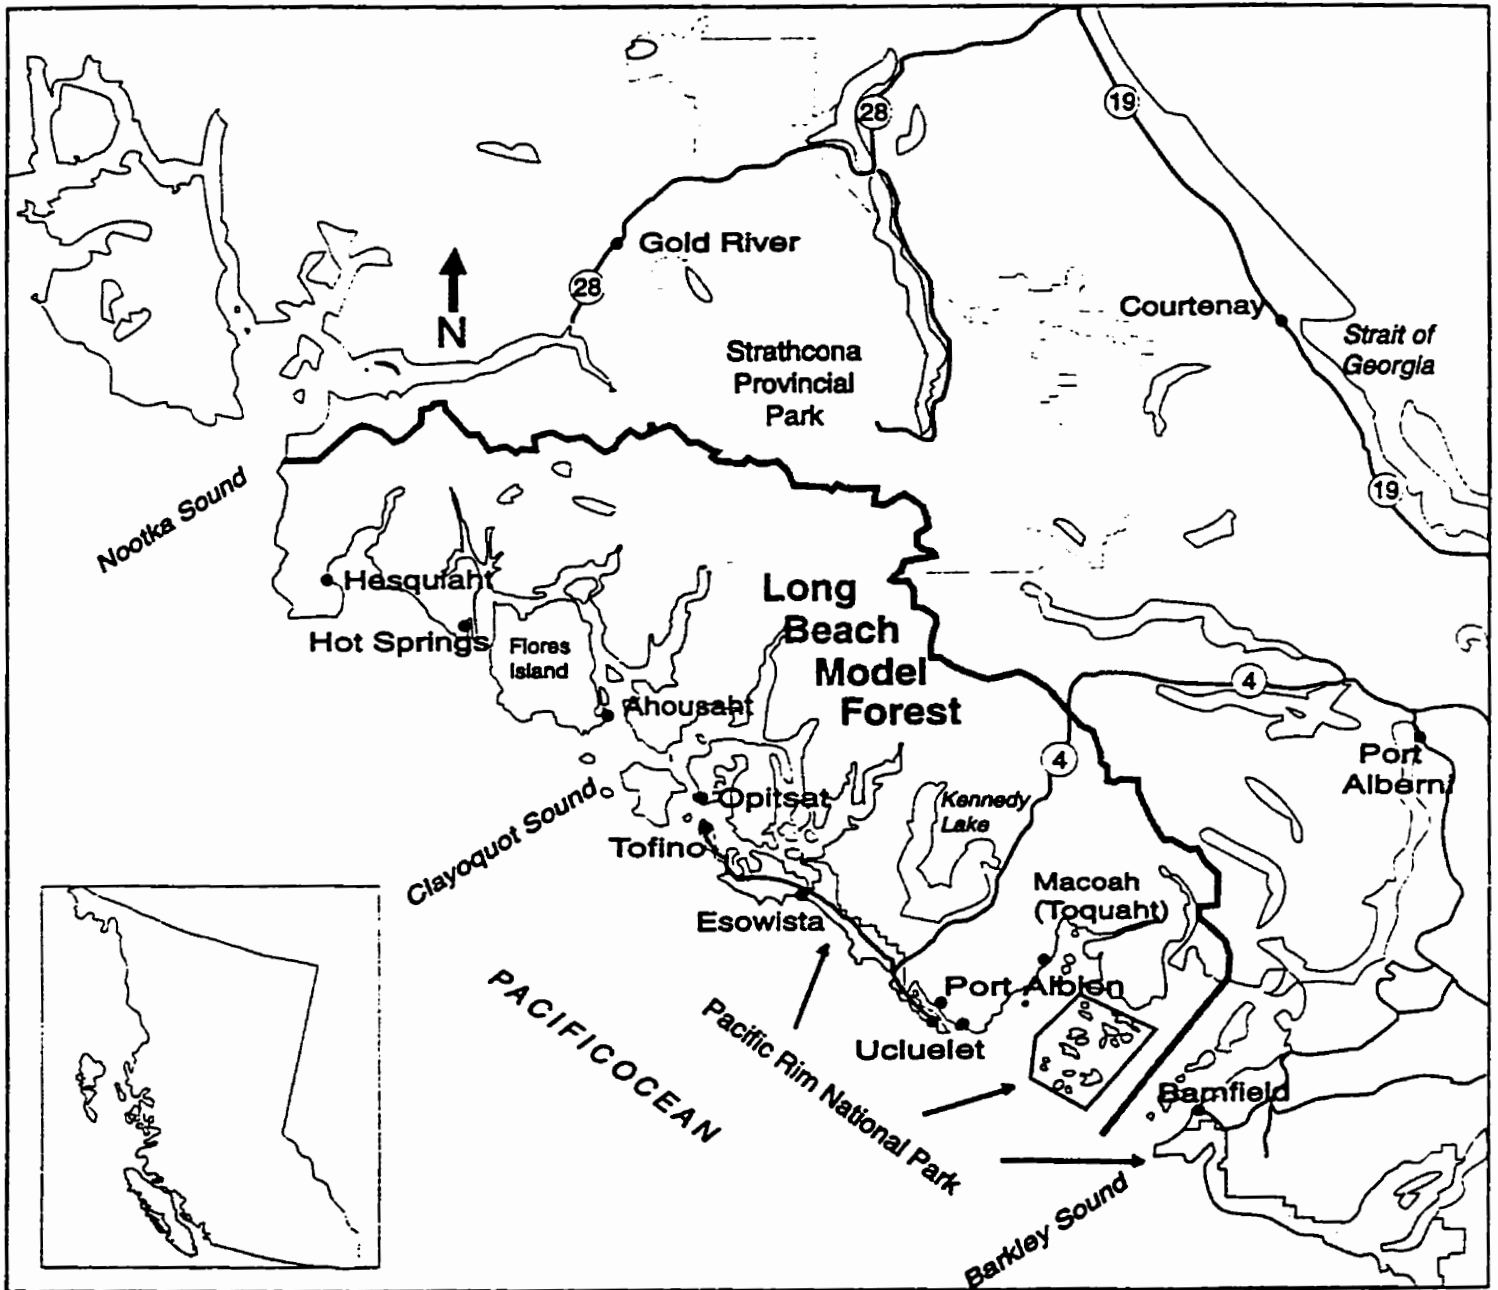 28
19
Gold River
28
N
Courtenay
Strait of
Georgia
Strathcona
Provincial
Park
19
Nootka Sound
Hesquiaht
Hot Springs
Flores
Island
Long
Beach
Model
Forest
4
Ahousaht
4
Port
Alberni
Opitsat
Kennedy
Lake
Clayoquot Sound
Tofino
Macoah
(Toquaht)
Esowista
Port Albion
PACIFIC OCEAN
Pacific Rim National Park
Ucluelet
Bamfield
Barkley Sound